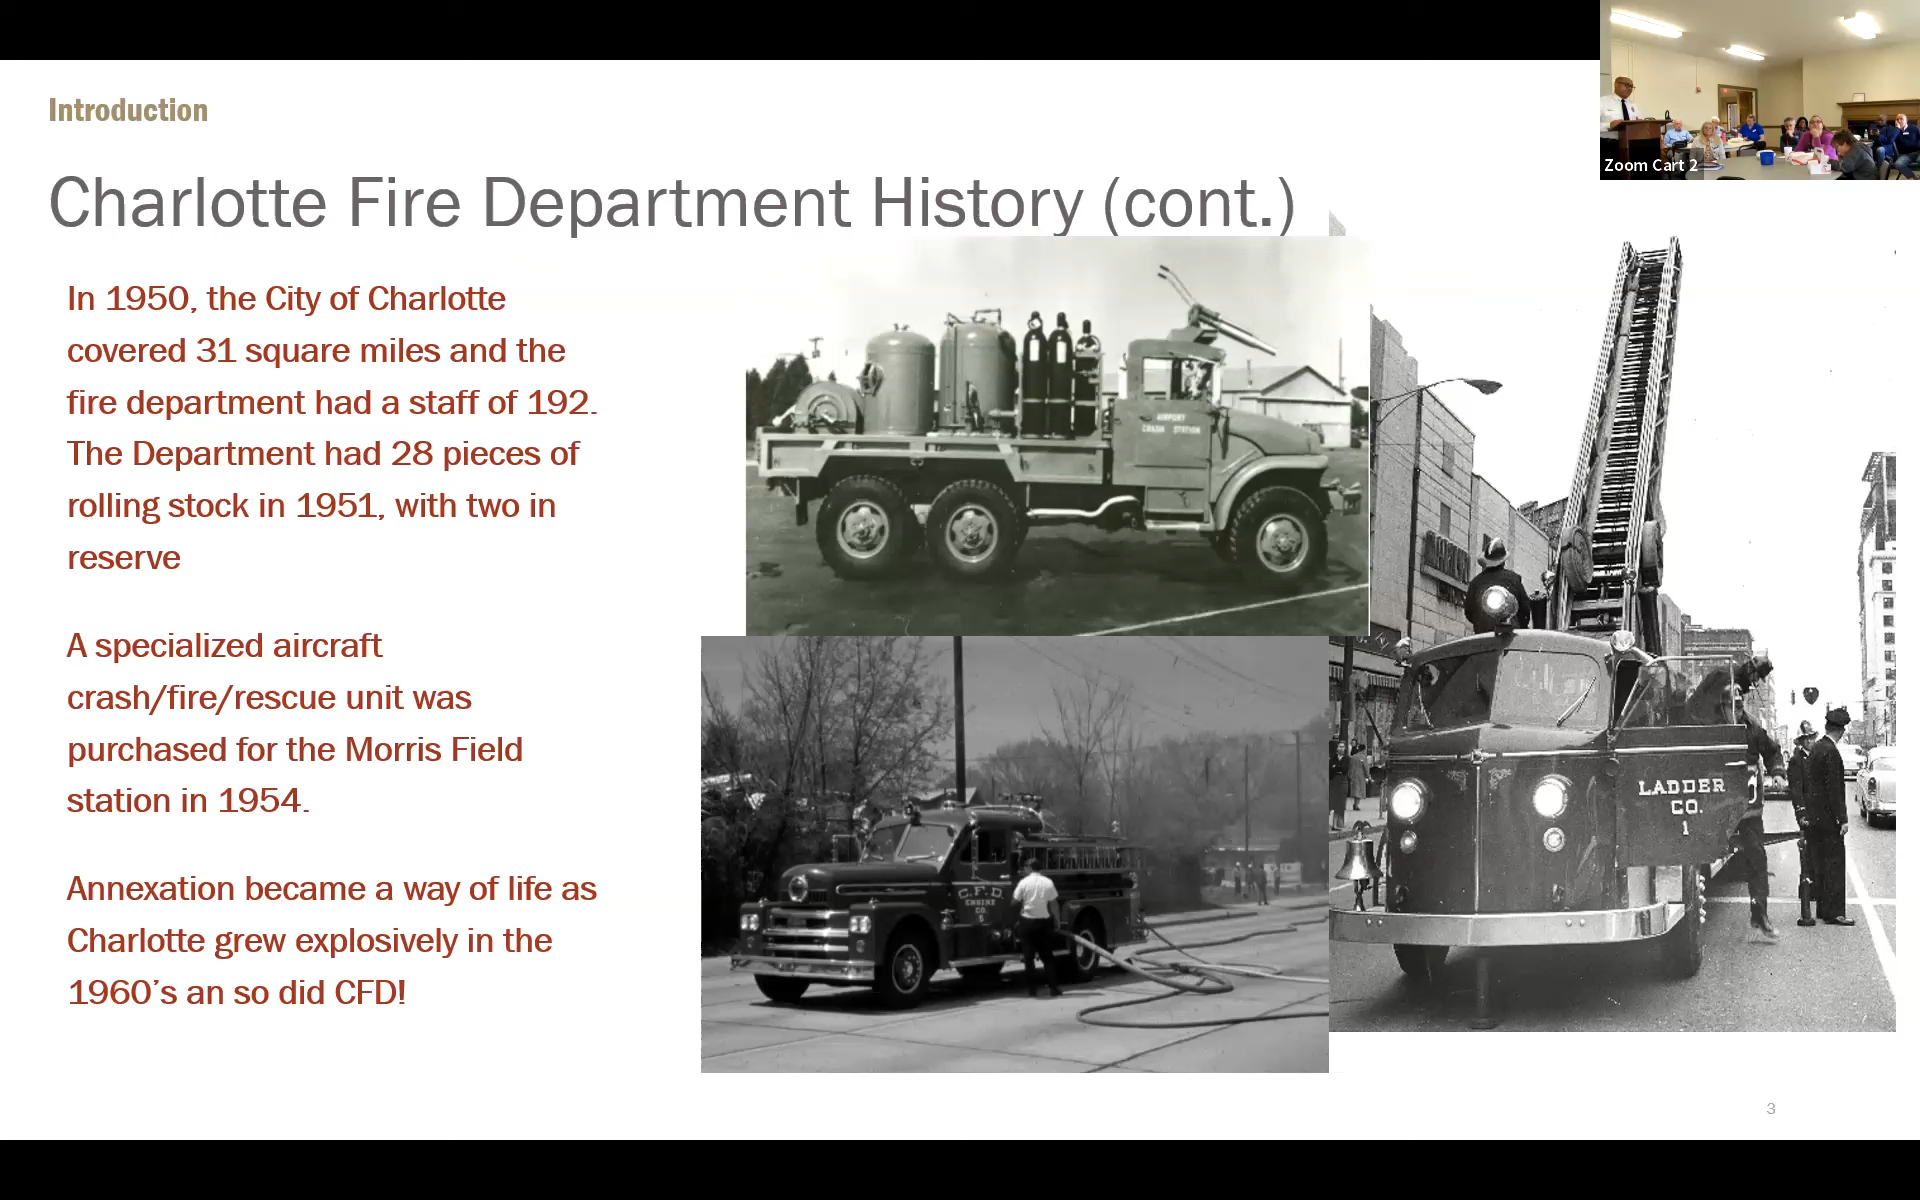 Introduction
Charlotte Fire Department History (cont.)
In 1950, the City of Charlotte
covered 31 square miles and the
fire department had a staff of 192.
The Department had 28 pieces of
rolling stock in 1951, with two in
reserve
A specialized aircraft
crash/fire/rescue unit was
purchased for the Morris Field
station in 1954.
Annexation became a way of life as
Charlotte grew explosively in the
1960's an so did CFD!
AIRPORT
CRASH STATION
C.F.D.
ENGINE
CO.
LADDER
CO.
1
Zoom Cart 2
3